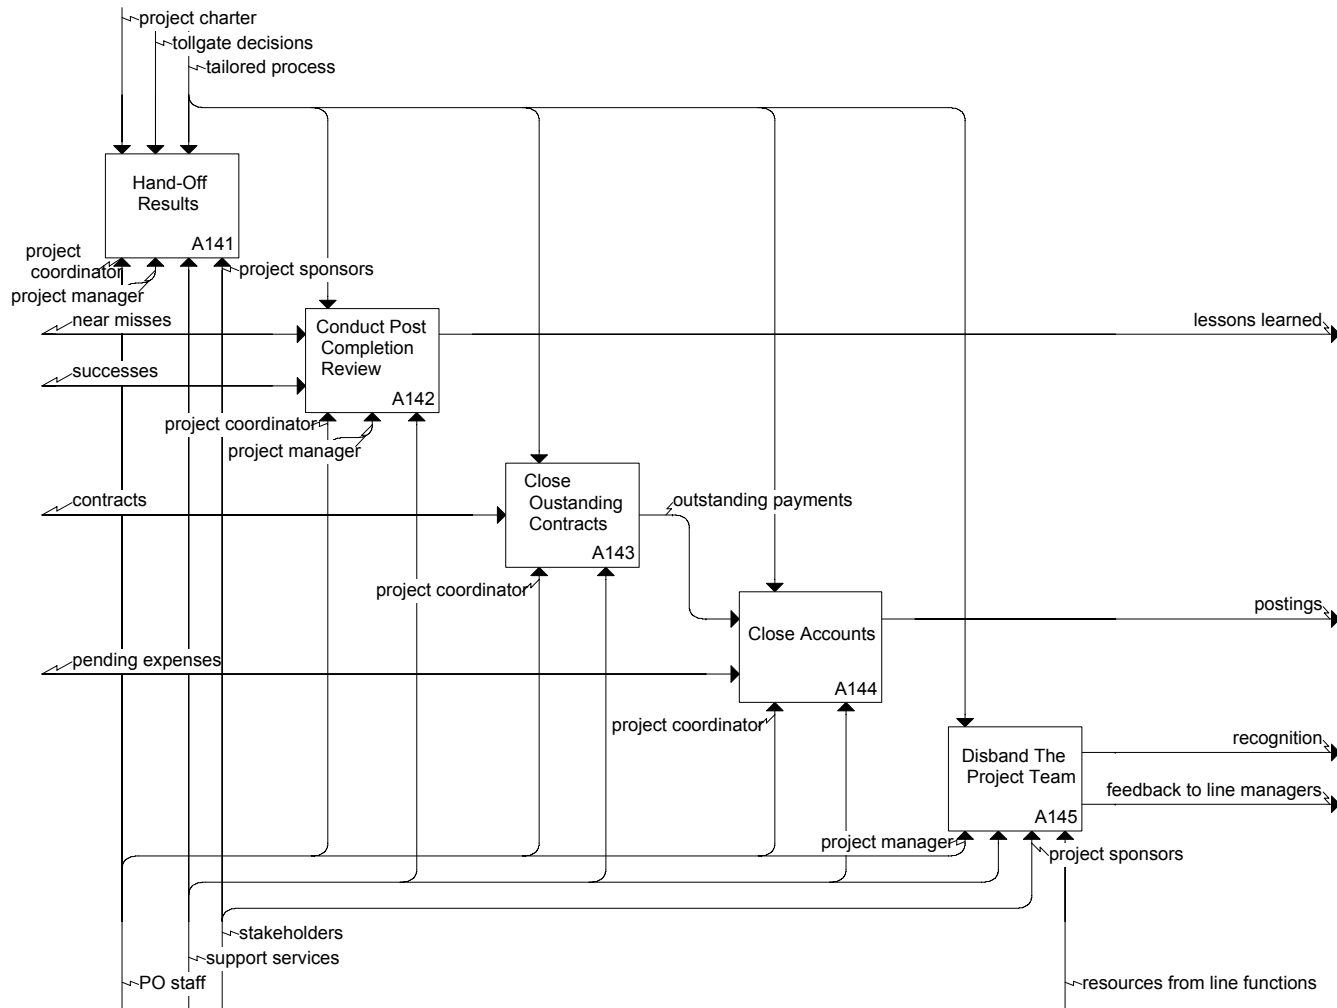 project charter
tollgate decisions
tailored process
Hand-Off
Results
A141
project
coordinator
project manager
project sponsors
near misses
successes
Conduct Post
Completion
Review
A142
lessons learned
project coordinator
project manager
contracts
Close
Oustanding
Contracts
A143
outstanding payments
project coordinator
pending expenses
Close Accounts
A144
postings
project coordinator
Disband The
Project Team
A145
recognition
feedback to line managers
project manager
project sponsors
stakeholders
support services
PO staff
resources from line functions